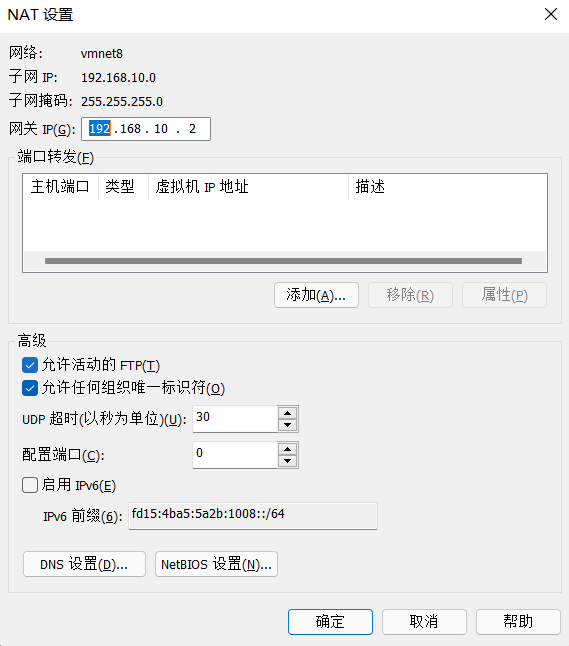 NAT 设置
网络: vmnet8
子网 IP: 192.168.10.0
子网掩码: 255.255.255.0
网关 IP(G): 192 . 168 . 10 . 2
端口转发(F)
主机端口 类型 虚拟机 IP 地址 描述
添加(A)... 移除(R) 属性(P)
高级
允许活动的 FTP(T)
允许任何组织唯一标识符(O)
UDP 超时(以秒为单位)(U): 30
配置端口(C): 0
启用 IPv6(E)
IPv6 前缀(6): fd15:4ba5:5a2b:1008::/64
DNS 设置(D)... NetBIOS 设置(N)...
确定 取消 帮助